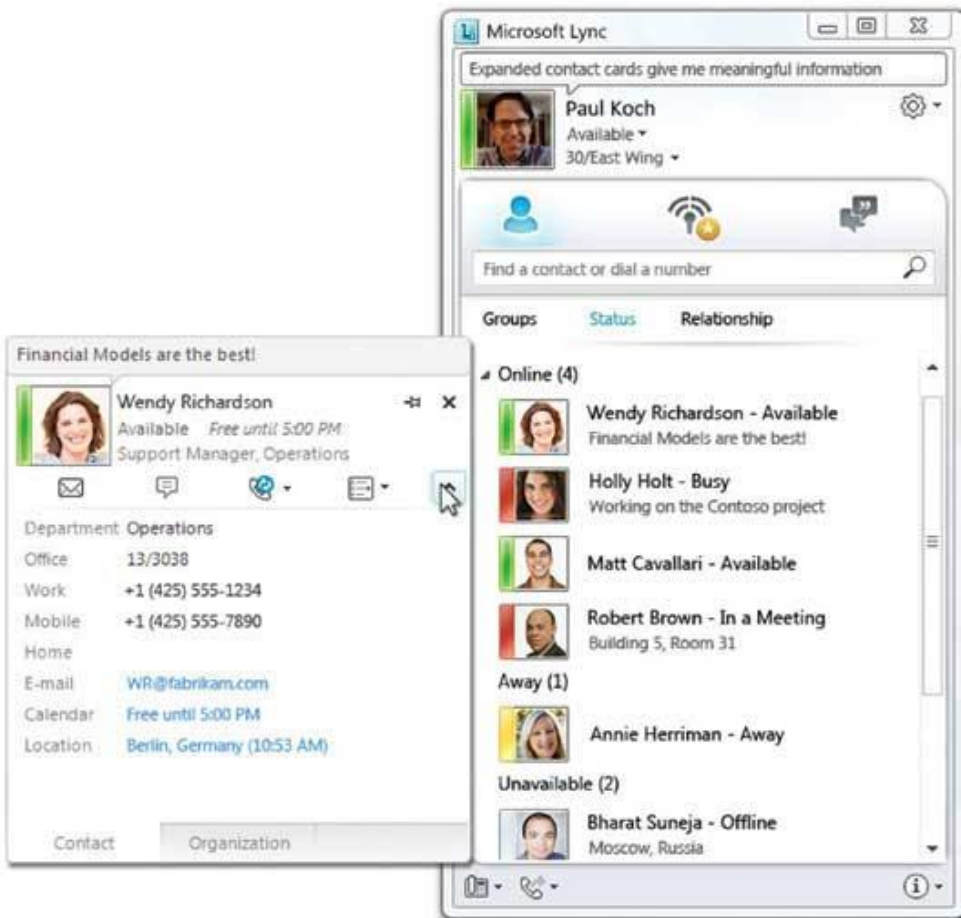 Microsoft Lync
Expanded contact cards give me meaningful information
Paul Koch
Available
30/East Wing
Find a contact or dial a number
Groups Status Relationship
Online (4)
Wendy Richardson - Available
Financial Models are the best!
Holly Holt - Busy
Working on the Contoso project
Matt Cavallari - Available
Robert Brown - In a Meeting
Building 5, Room 31
Away (1)
Annie Herriman - Away
Unavailable (2)
Bharat Suneja - Offline
Moscow, Russia
Financial Models are the best!
Wendy Richardson
Available Free until 5:00 PM
Support Manager, Operations
Department Operations
Office 13/3038
Work +1 (425) 555-1234
Mobile +1 (425) 555-7890
Home
E-mail WR@fabrikam.com
Calendar Free until 5:00 PM
Location Berlin, Germany (10:53 AM)
Contact Organization